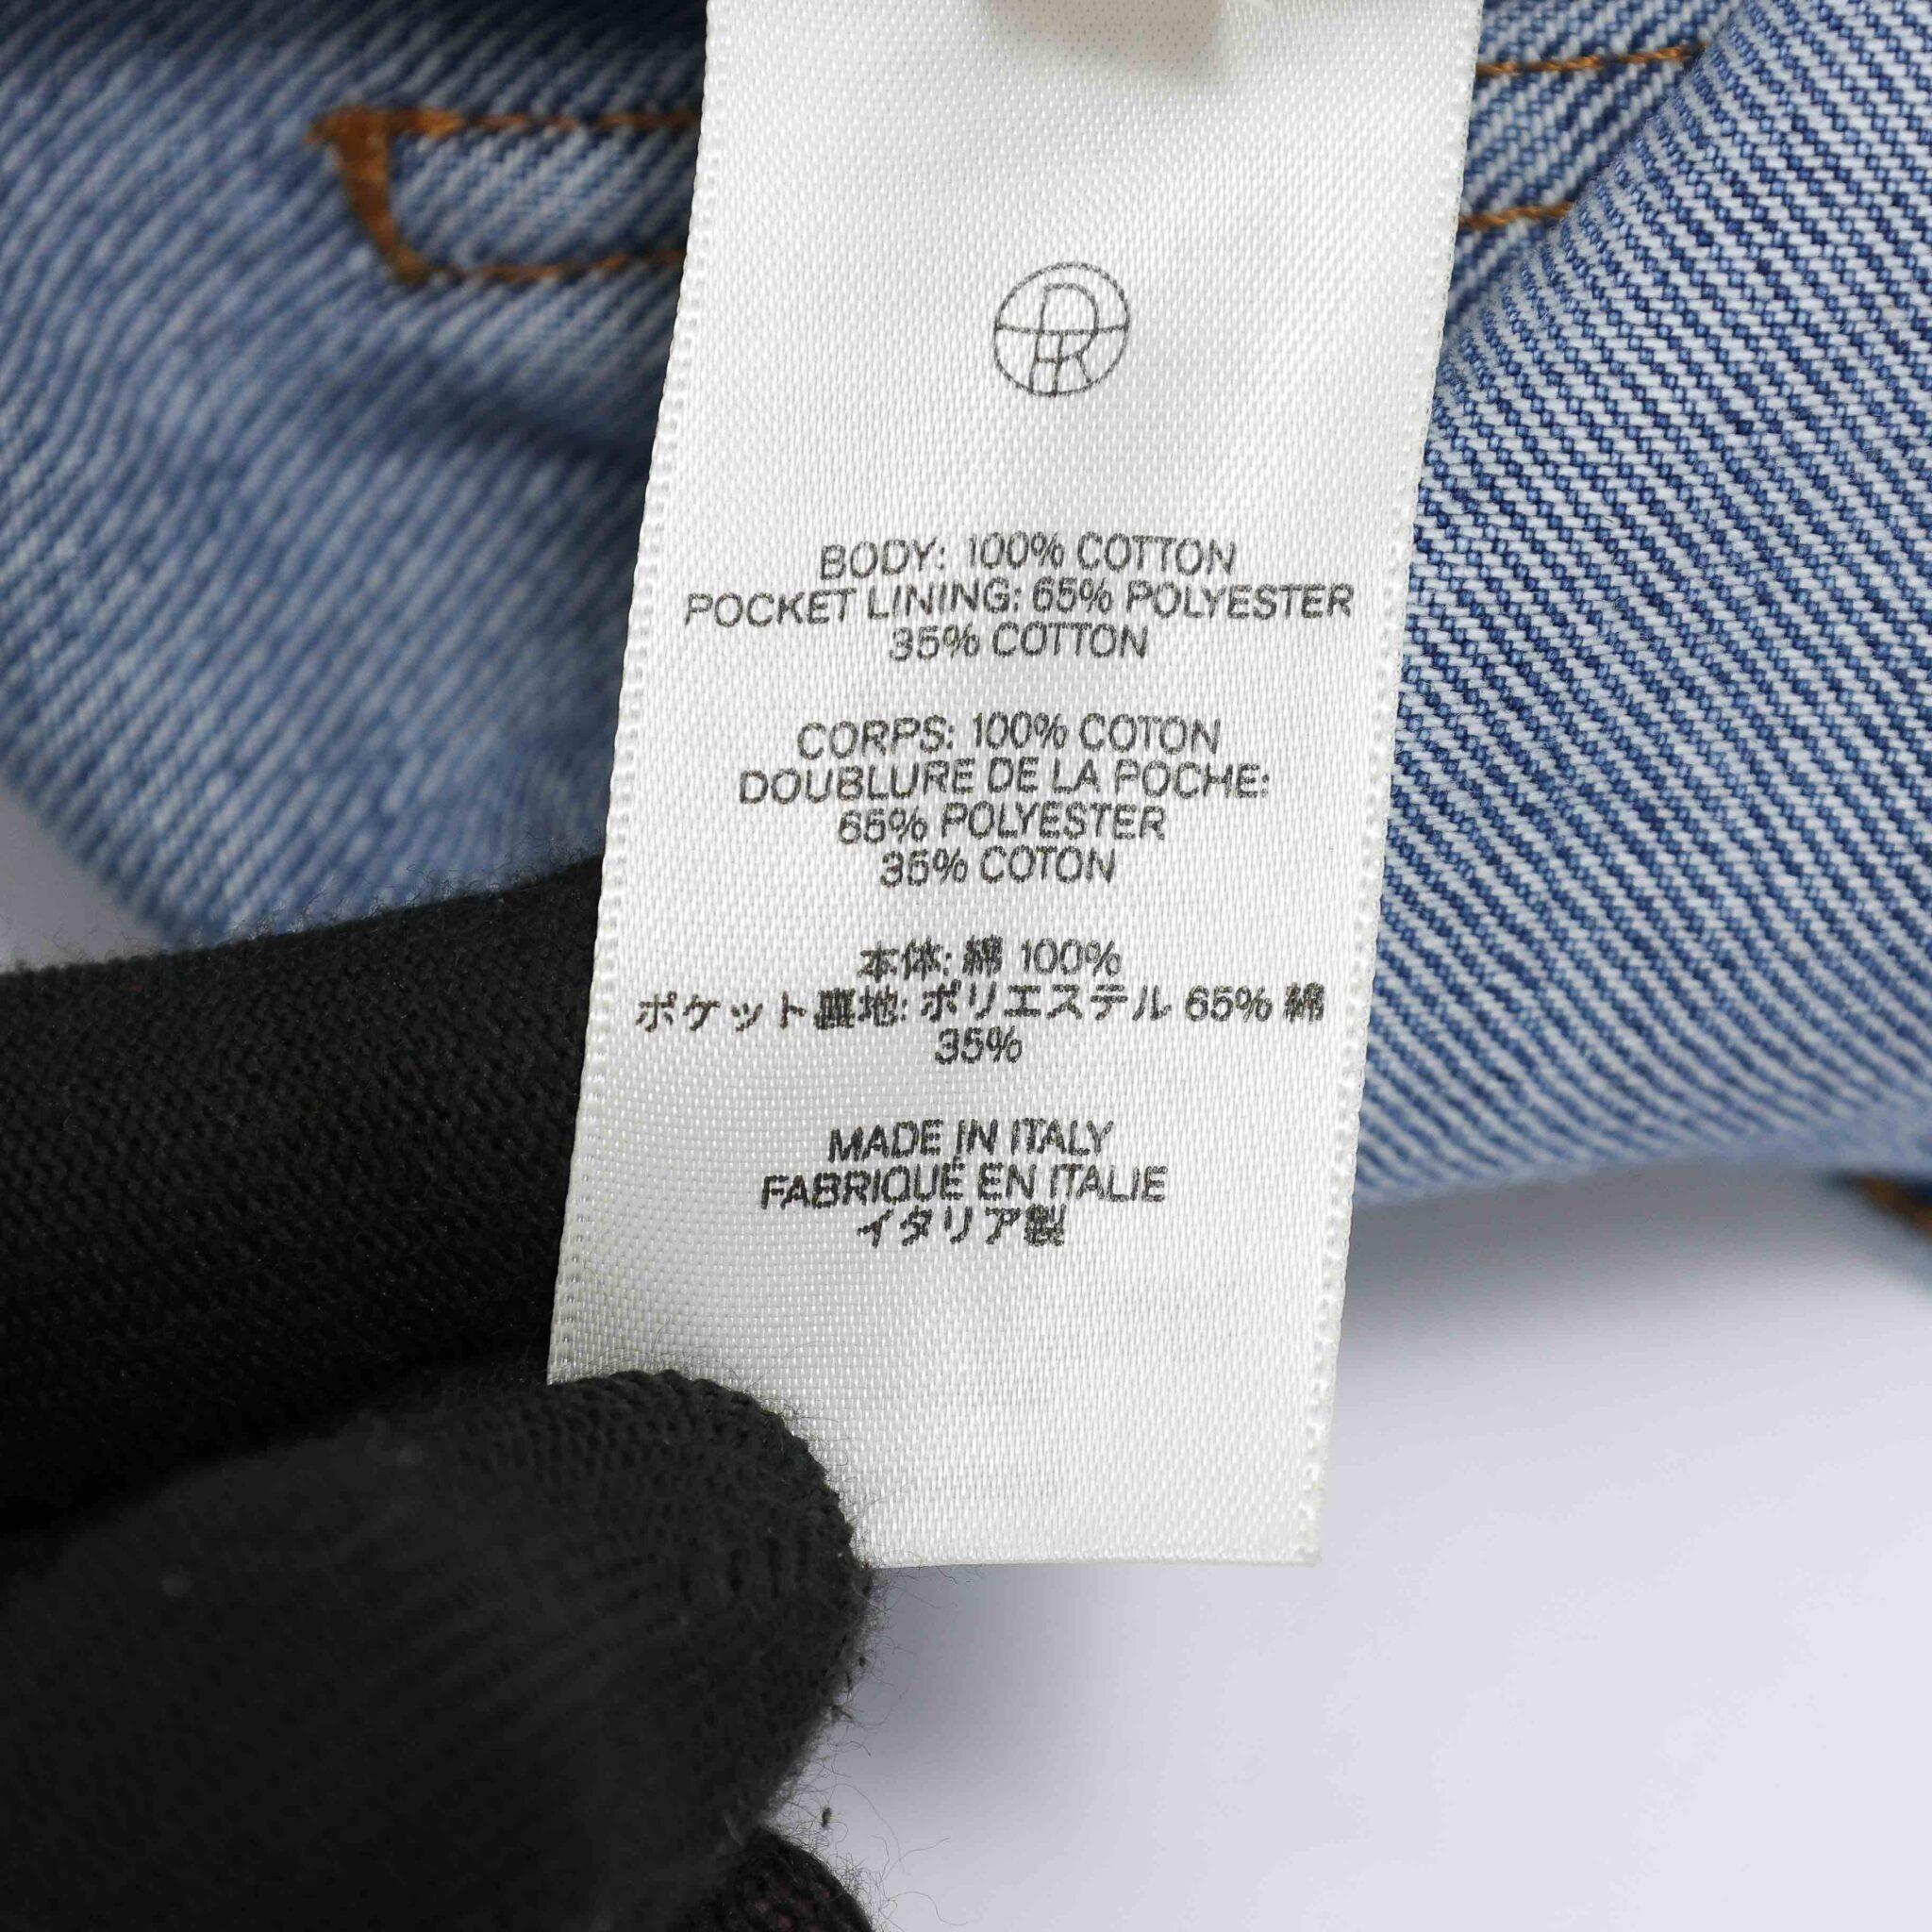 BODY: 100% COTTON
POCKET LINING: 65% POLYESTER
35% COTTON
CORPS: 100% COTON
DOUBLURE DE LA POCHE:
65% POLYESTER
35% COTON
本体: 綿 100%
ポケット裏地: ポリエステル 65% 綿
35%
MADE IN ITALY
FABRIQUÉ EN ITALIE
イタリア製